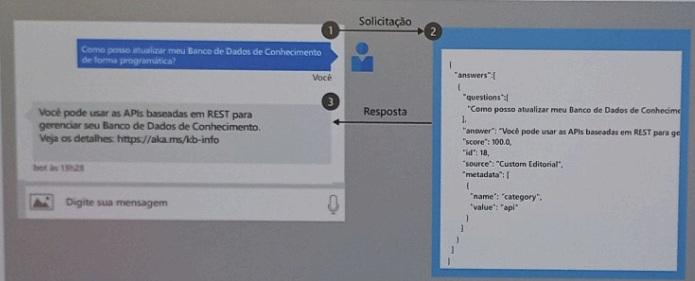 1
Solicitação
2
Como posso atualizar meu Banco de Dados de Conhecimento
de forma programática?
Você
3
Resposta
Você pode usar as APIs baseadas em REST para
gerenciar seu Banco de Dados de Conhecimento.
Veja os detalhes: https://aka.ms/kb-info
bot às 15h28
Digite sua mensagem
{
"answers":[
{
"questions":[
"Como posso atualizar meu Banco de Dados de Conhecime
],
"answer": "Você pode usar as APIs baseadas em REST para ge
"score": 100.0,
"id": 18,
"source": "Custom Editorial",
"metadata": [
{
"name": "category",
"value": "api"
}
]
}
]
}